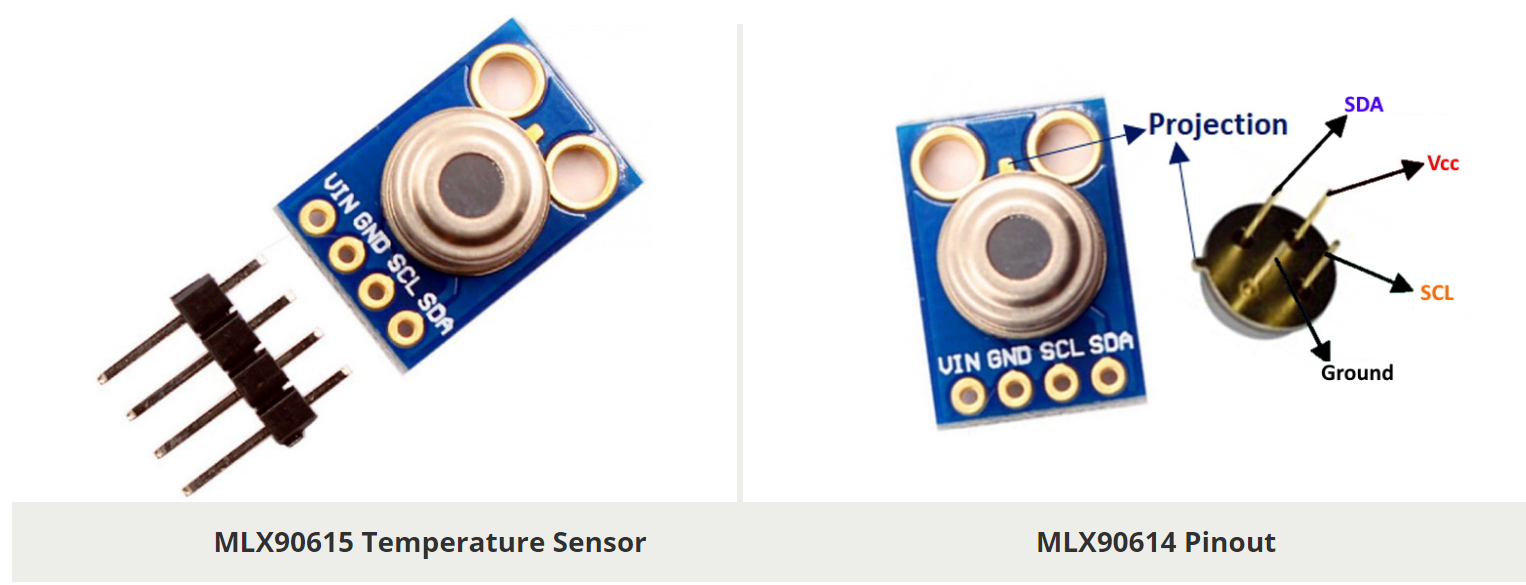 VIN GND SCL SDA
Projection
SDA
Vcc
SCL
Ground
VIN GND SCL SDA
MLX90615 Temperature Sensor
MLX90614 Pinout